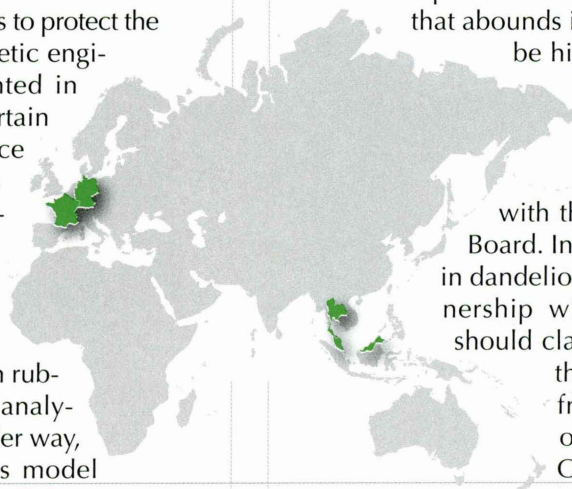 s to protect the
etic engi-
nted in
rtain
ce
-
n rub-
analy-
er way,
s model
that abounds i
be hi
with th
Board. In
in dandelio
nership w
should cla
th
fr
o
C